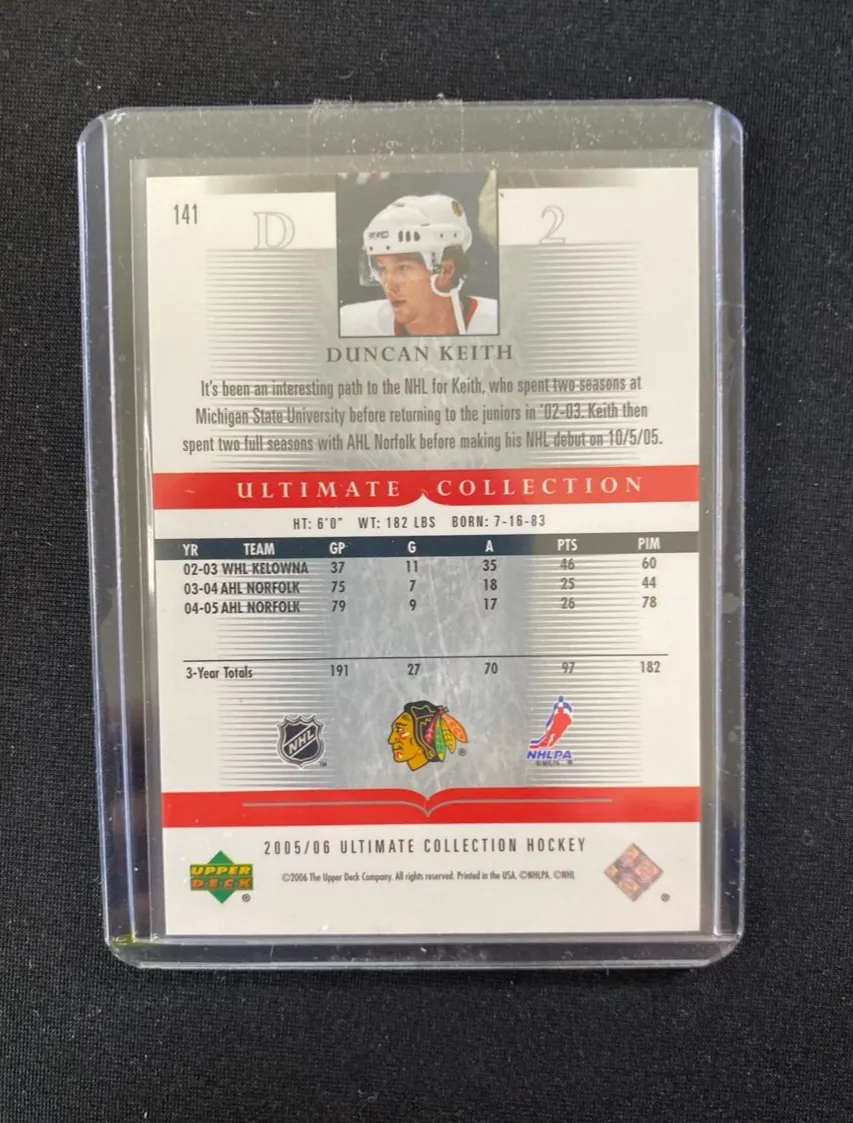 141
D
2
DUNCAN KEITH
It's been an interesting path to the NHL for Keith, who spent two seasons at
Michigan State University before returning to the juniors in '02-03. Keith then
spent two full seasons with AHL Norfolk before making his NHL debut on 10/5/05.
ULTIMATE COLLECTION
HT: 6'0" WT: 182 LBS BORN: 7-16-83
YR TEAM GP G A PTS PIM
02-03 WHL KELOWNA 37 11 35 46 60
03-04 AHL NORFOLK 75 7 18 25 44
04-05 AHL NORFOLK 79 9 17 26 78
3-Year Totals 191 27 70 97 182
NHL
NHLPA
2005/06 ULTIMATE COLLECTION HOCKEY
UPPER
DECK
©2006 The Upper Deck Company. All rights reserved. Printed in the USA. ©NHLPA. ©NHL